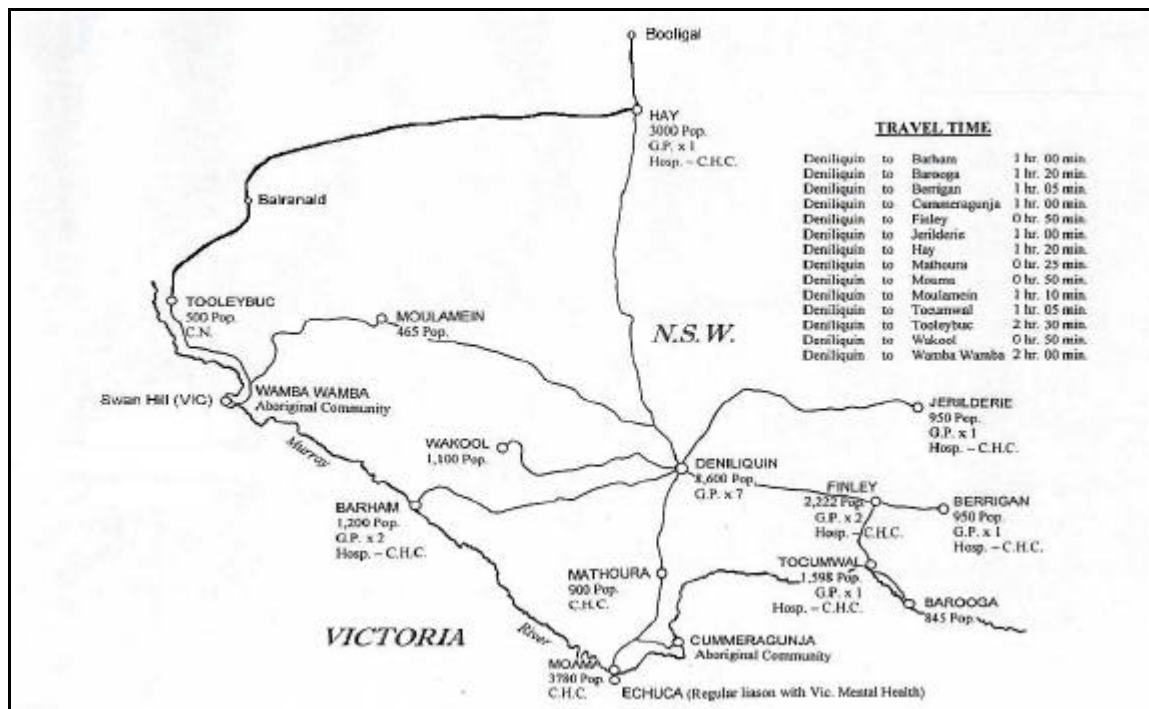 Booligal
HAY
3000 Pop.
G.P. x 1
Hosp. – C.H.C.
TRAVEL TIME
Deniliquin to Barham 1 hr. 00 min.
Deniliquin to Barooga 1 hr. 20 min.
Deniliquin to Berrigan 1 hr. 05 min.
Deniliquin to Cummeragunja 1 hr. 00 min.
Deniliquin to Finley 0 hr. 50 min.
Deniliquin to Jerilderie 1 hr. 00 min.
Deniliquin to Hay 1 hr. 20 min.
Deniliquin to Mathoura 0 hr. 25 min.
Deniliquin to Moama 0 hr. 50 min.
Deniliquin to Moulamein 1 hr. 10 min.
Deniliquin to Tocumwal 1 hr. 05 min.
Deniliquin to Tooleybuc 2 hr. 30 min.
Deniliquin to Wakool 0 hr. 50 min.
Deniliquin to Wamba Wamba 2 hr. 00 min.
Balranald
TOOLEYBUC
500 Pop.
C.N.
MOULAMEIN
465 Pop.
N.S.W.
Swan Hill (VIC)
WAMBA WAMBA
Aboriginal Community
JERILDERIE
950 Pop.
G.P. x 1
Hosp. – C.H.C.
Murray
WAKOOL
1,100 Pop.
DENILIQUIN
8,600 Pop.
G.P. x 7
FINLEY
2,222 Pop.
G.P. x 2
Hosp. – C.H.C.
BERRIGAN
950 Pop.
G.P. x 1
Hosp. – C.H.C.
BARHAM
1,200 Pop.
G.P. x 2
Hosp. – C.H.C.
TOCUMWAL
1,598 Pop.
G.P. x 1
Hosp. – C.H.C.
MATHOURA
900 Pop.
C.H.C.
BAROOGA
845 Pop.
VICTORIA
River
CUMMERAGUNJA
Aboriginal Community
MOAMA
3780 Pop.
C.H.C.
ECHUCA (Regular liason with Vic. Mental Health)